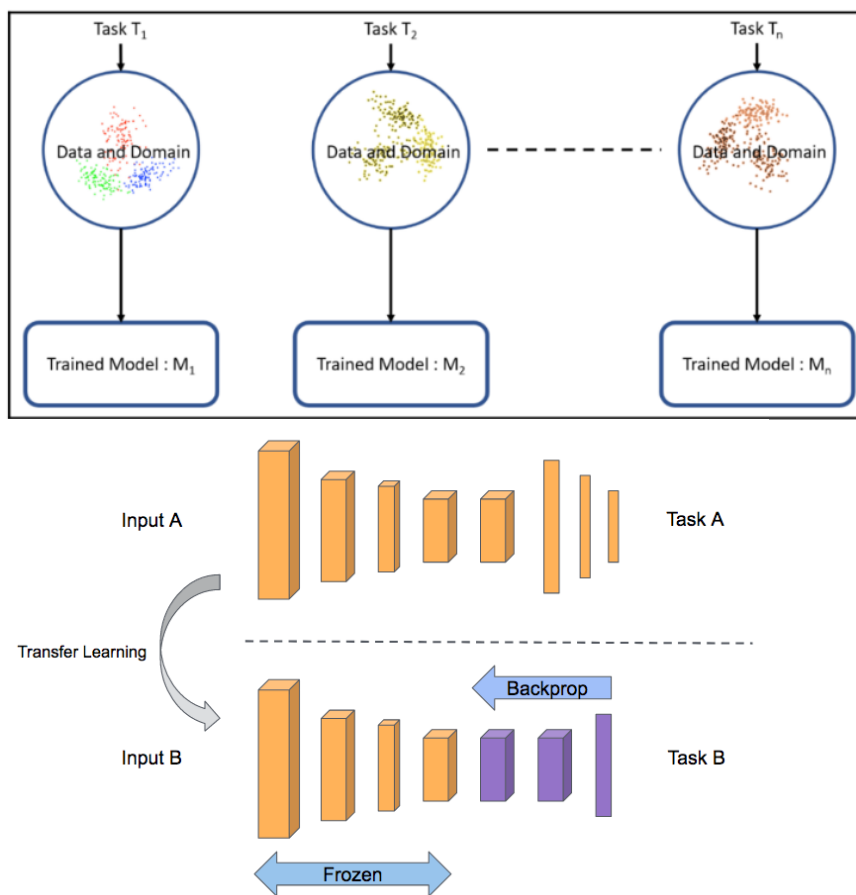 Task T₁ Task T₂ Task Tₙ
Data and Domain Data and Domain Data and Domain
Trained Model : M₁ Trained Model : M₂ Trained Model : Mₙ
Input A Task A
Transfer Learning
Backprop
Input B Task B
Frozen